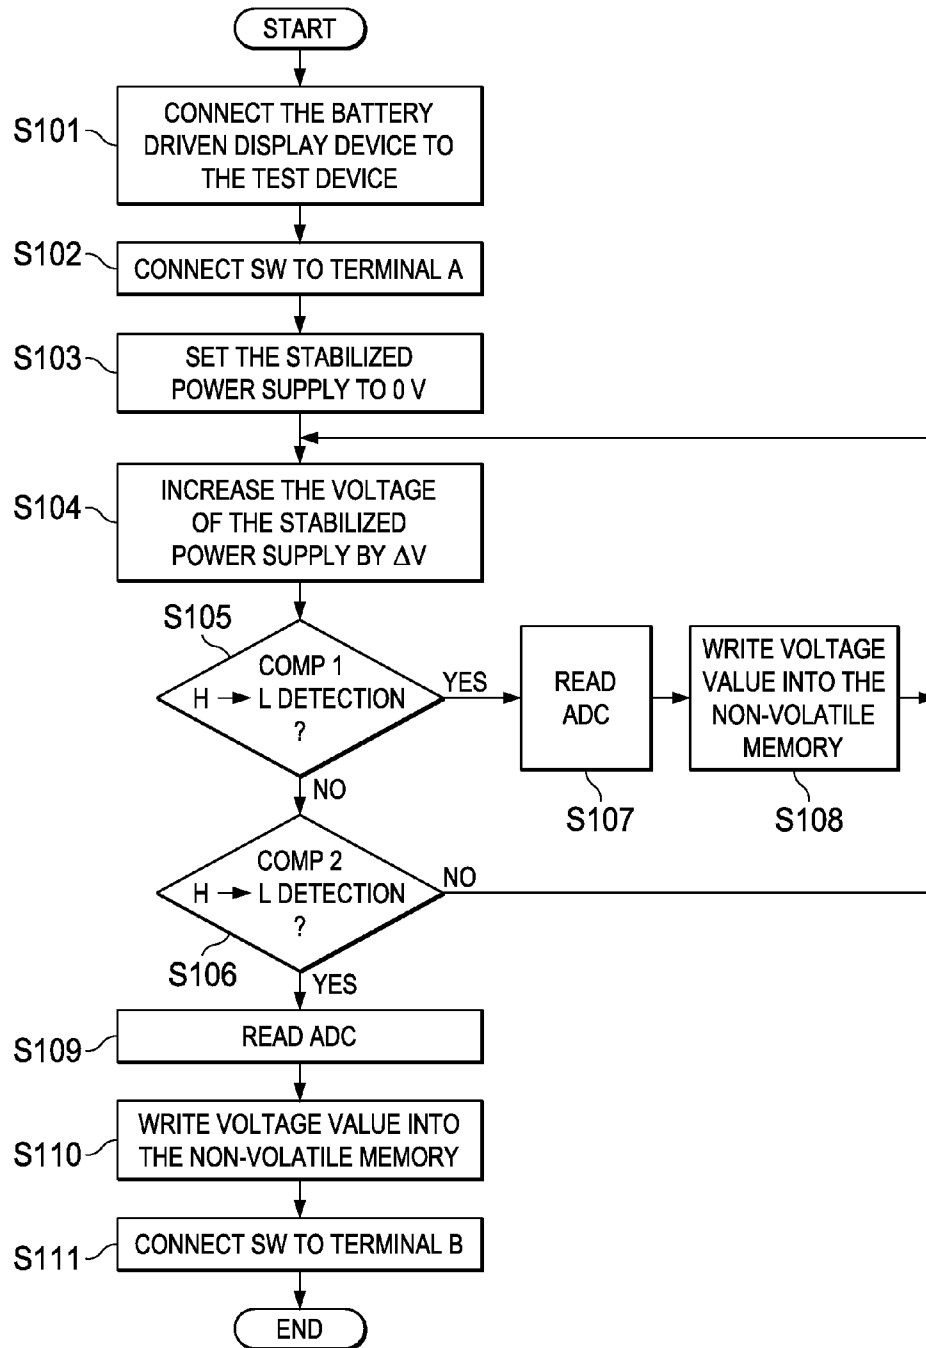 START
S101
CONNECT THE BATTERY
DRIVEN DISPLAY DEVICE TO
THE TEST DEVICE
S102
CONNECT SW TO TERMINAL A
S103
SET THE STABILIZED
POWER SUPPLY TO 0 V
S104
INCREASE THE VOLTAGE
OF THE STABILIZED
POWER SUPPLY BY ΔV
S105
COMP 1
H → L DETECTION
?
YES
NO
READ
ADC
S107
WRITE VOLTAGE
VALUE INTO THE
NON-VOLATILE
MEMORY
S108
COMP 2
H → L DETECTION
?
NO
S106
YES
S109
READ ADC
S110
WRITE VOLTAGE VALUE INTO
THE NON-VOLATILE MEMORY
S111
CONNECT SW TO TERMINAL B
END